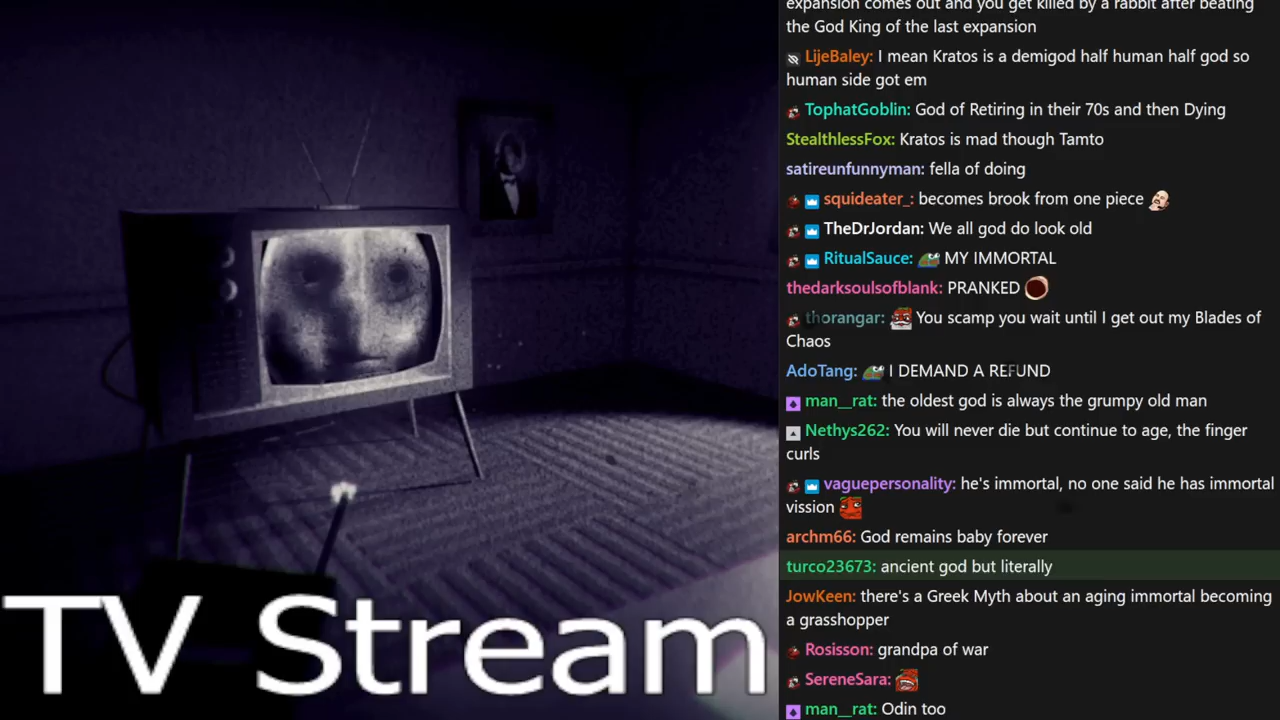 expansion comes out and you get killed by a rabbit after beating
the God King of the last expansion
LijeBaley: I mean Kratos is a demigod half human half god so
human side got em
TophatGoblin: God of Retiring in their 70s and then Dying
StealthlessFox: Kratos is mad though Tamto
satireunfunnyman: fella of doing
squideater_: becomes brook from one piece
TheDrJordan: We all god do look old
RitualSauce: MY IMMORTAL
thedarksoulsofblank: PRANKED
thorangar: You scamp you wait until I get out my Blades of
Chaos
AdoTang: I DEMAND A REFUND
man__rat: the oldest god is always the grumpy old man
Nethys262: You will never die but continue to age, the finger
curls
vaguepersonality: he's immortal, no one said he has immortal
vission
archm66: God remains baby forever
turco23673: ancient god but literally
JowKeen: there's a Greek Myth about an aging immortal becoming
a grasshopper
Rosisson: grandpa of war
SereneSara:
man__rat: Odin too
TV Stream